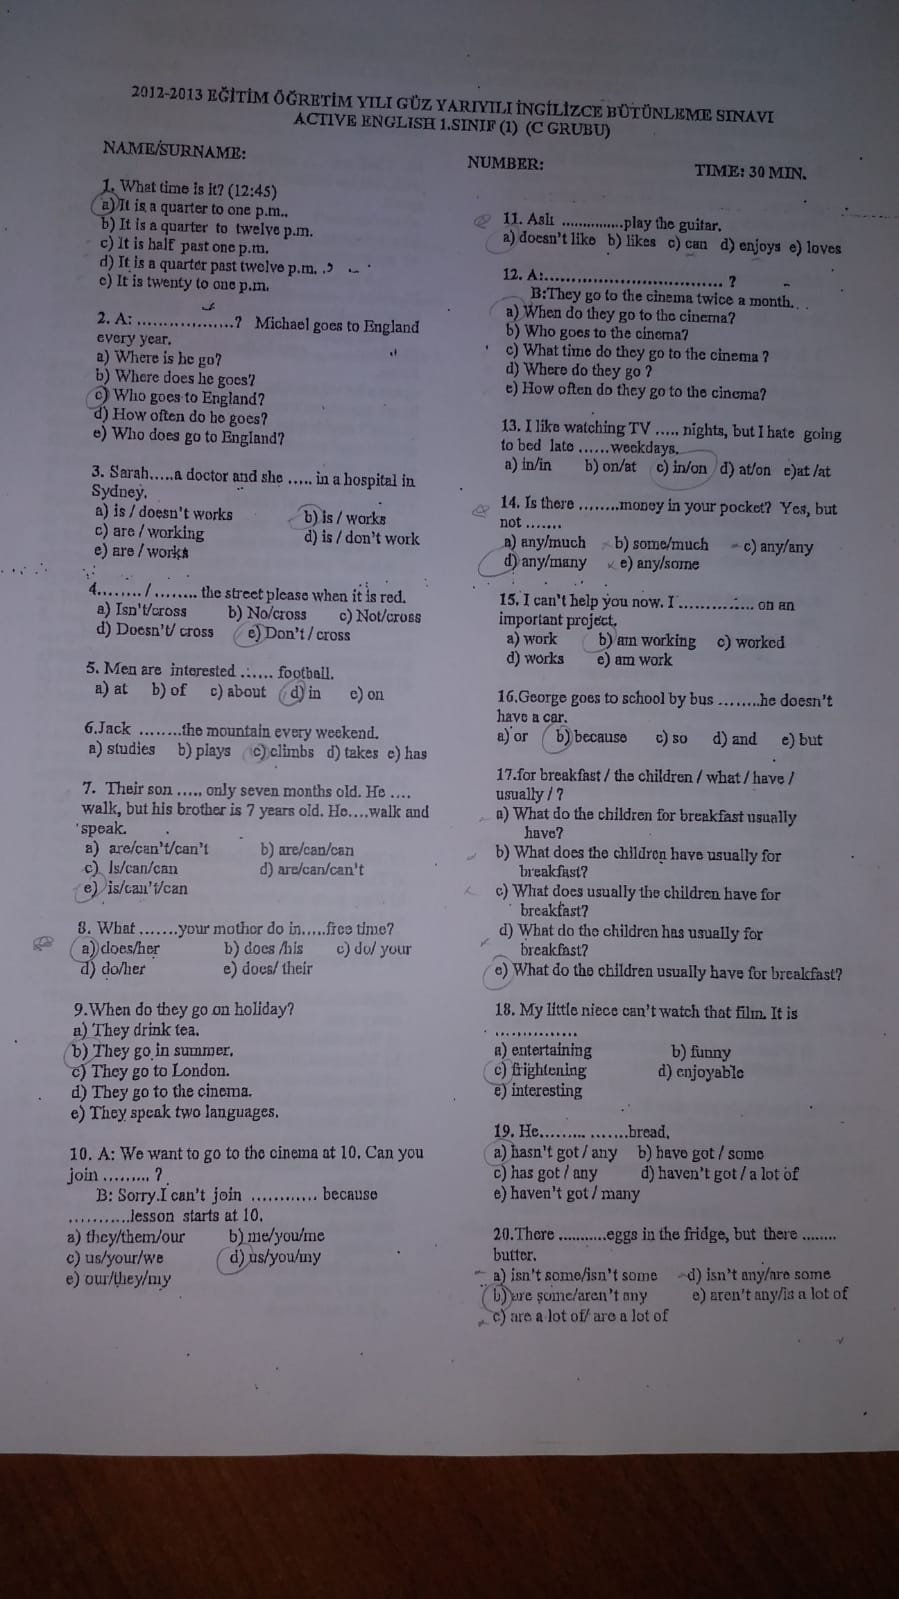 2012-2013 EĞİTİM ÖĞRETİM YILI GÜZ YARIYILI İNGİLİZCE BÜTÜNLEME SINAVI
ACTIVE ENGLISH 1.SINIF (1) (C GRUBU)
NAME/SURNAME: NUMBER: TIME: 30 MIN.
1. What time is it? (12:45)
a) It is a quarter to one p.m..
b) It is a quarter to twelve p.m.
c) It is half past one p.m.
d) It is a quarter past twelve p.m.
e) It is twenty to one p.m.
2. A: ..................? Michael goes to England
every year.
a) Where is he go?
b) Where does he goes?
c) Who goes to England?
d) How often do he goes?
e) Who does go to England?
3. Sarah.....a doctor and she ..... in a hospital in
Sydney.
a) is / doesn't works b) is / works
c) are / working d) is / don't work
e) are / works
4......... / ........ the street please when it is red.
a) Isn't/cross b) No/cross c) Not/cross
d) Doesn't/ cross e) Don't / cross
5. Men are interested ...... football.
a) at b) of c) about d) in e) on
6.Jack ........the mountain every weekend.
a) studies b) plays c) climbs d) takes e) has
7. Their son ..... only seven months old. He ....
walk, but his brother is 7 years old. He....walk and
speak.
a) are/can't/can't b) are/can/can
c) Is/can/can d) are/can/can't
e) is/can't/can
8. What .......your mother do in.....free time?
a) does/her b) does /his c) do/ your
d) do/her e) does/ their
9.When do they go on holiday?
a) They drink tea.
b) They go in summer.
c) They go to London.
d) They go to the cinema.
e) They speak two languages.
10. A: We want to go to the cinema at 10. Can you
join ......... ?
B: Sorry.I can't join ............ because
...........lesson starts at 10.
a) they/them/our b) me/you/me
c) us/your/we d) us/you/my
e) our/they/my
11. Aslı ...............play the guitar.
a) doesn't like b) likes c) can d) enjoys e) loves
12. A:................................... ?
B:They go to the cinema twice a month.
a) When do they go to the cinema?
b) Who goes to the cinema?
c) What time do they go to the cinema ?
d) Where do they go ?
e) How often do they go to the cinema?
13. I like watching TV ..... nights, but I hate going
to bed late ......weekdays.
a) in/in b) on/at c) in/on d) at/on e)at /at
14. Is there ........money in your pocket? Yes, but
not .......
a) any/much b) some/much c) any/any
d) any/many e) any/some
15. I can't help you now. I .............. on an
important project.
a) work b) am working c) worked
d) works e) am work
16.George goes to school by bus ........he doesn't
have a car.
a) or b) because c) so d) and e) but
17.for breakfast / the children / what / have /
usually / ?
a) What do the children for breakfast usually
have?
b) What does the children have usually for
breakfast?
c) What does usually the children have for
breakfast?
d) What do the children has usually for
breakfast?
e) What do the children usually have for breakfast?
18. My little niece can't watch that film. It is
...............
a) entertaining b) funny
c) frightening d) enjoyable
e) interesting
19. He......... .......bread.
a) hasn't got / any b) have got / some
c) has got / any d) haven't got / a lot of
e) haven't got / many
20.There ...........eggs in the fridge, but there ........
butter.
a) isn't some/isn't some d) isn't any/are some
b) are some/aren't any e) aren't any/is a lot of
c) are a lot of/ are a lot of